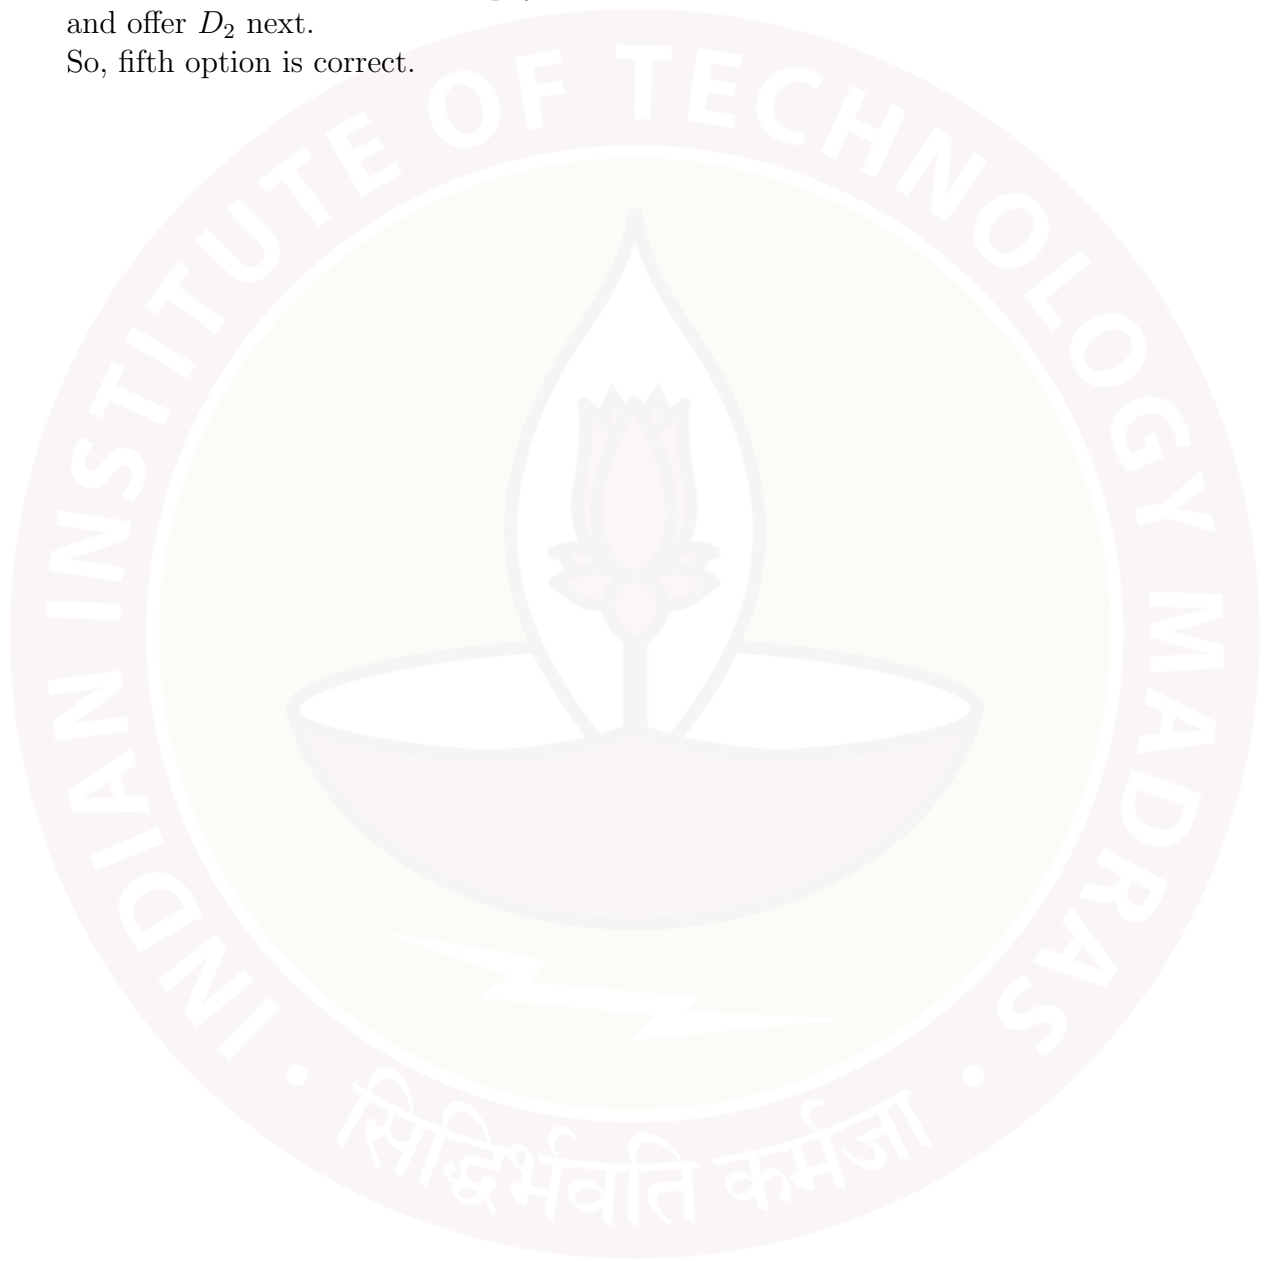 and offer D₂ next.
So, fifth option is correct.
INDIAN INSTITUTE OF TECHNOLOGY MADRAS
सिद्धिर्भवति कर्मजा